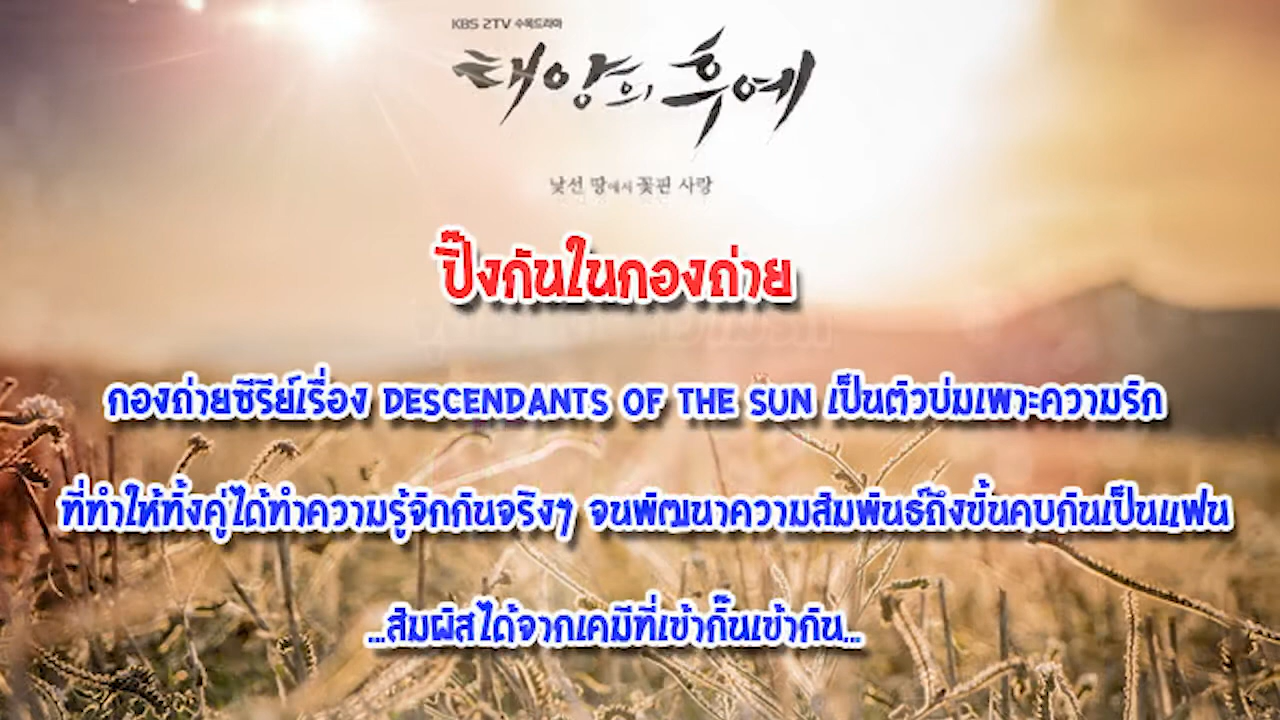 KBS 2TV 수목드라마
태양의 후예
낯선 땅에서 꽃핀 사랑
ปิ๊งกันในกองถ่าย
กองถ่ายซีรีย์เรื่อง DESCENDANTS OF THE SUN เป็นตัวบ่มเพาะความรัก
ที่ทำให้ทั้งคู่ได้ทำความรู้จักกันจริงๆ จนพัฒนาความสัมพันธ์ถึงขั้นคบกันเป็นแฟน
...สัมผัสได้จากเคมีที่เข้ากั๊นเข้ากัน...